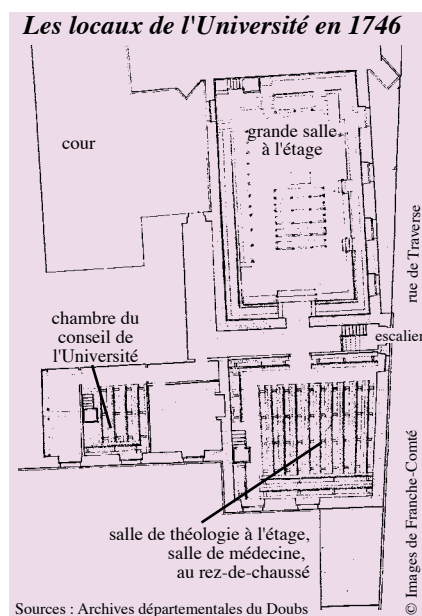 Les locaux de l'Université en 1746
cour
grande salle
à l'étage
rue de Traverse
chambre du
conseil de
l'Université
escalier
salle de théologie à l'étage,
salle de médecine,
au rez-de-chaussé
Sources : Archives départementales du Doubs
© Images de Franche-Comté